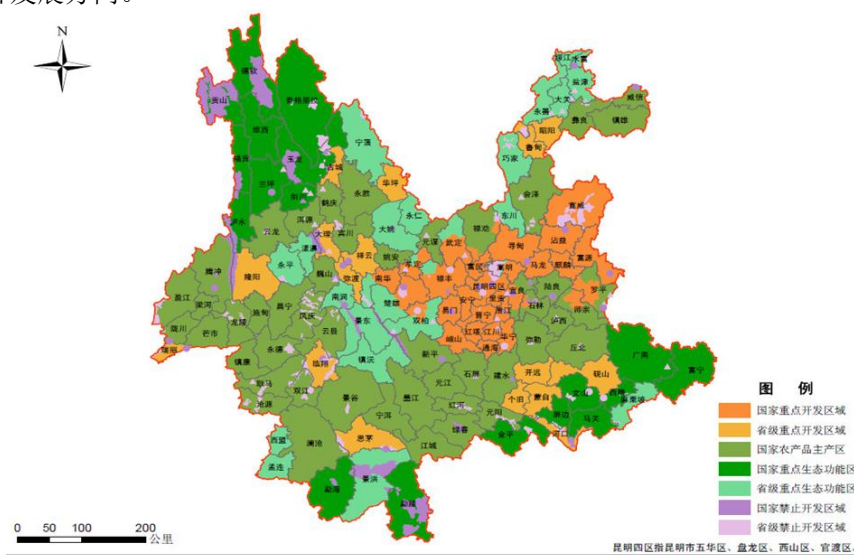 N
德钦
贡山
香格里拉
维西
福贡
玉龙
兰坪
宁蒗
古城
华坪
永胜
鹤庆
剑川
洱源
泸水
云龙
大理
宾川
漾濞
永平
祥云
巍山
弥渡
大姚
永仁
姚安
元谋
武定
禄劝
东川
会泽
巧家
鲁甸
昭阳
永善
大关
盐津
绥江
水富
彝良
镇雄
威信
宣威
沾益
寻甸
马龙
麒麟
富源
罗平
师宗
陆良
嵩明
富民
昆明四区
宜良
石林
安宁
呈贡
晋宁
澄江
江川
红塔
通海
华宁
峨山
易门
禄丰
牟定
南华
楚雄
双柏
南涧
景东
镇沅
新平
元江
石屏
建水
弥勒
泸西
丘北
开远
个旧
蒙自
砚山
广南
富宁
文山
西畴
麻栗坡
马关
屏边
河口
金平
元阳
红河
绿春
江城
墨江
宁洱
思茅
景谷
澜沧
西盟
孟连
勐海
景洪
勐腊
临翔
双江
沧源
耿马
镇康
永德
云县
凤庆
昌宁
施甸
隆阳
龙陵
腾冲
盈江
梁河
陇川
芒市
瑞丽
图 例
国家重点开发区域
省级重点开发区域
国家农产品主产区
国家重点生态功能区
省级重点生态功能区
国家禁止开发区域
省级禁止开发区域
0 50 100 200
公里
昆明四区指昆明市五华区、盘龙区、西山区、官渡区